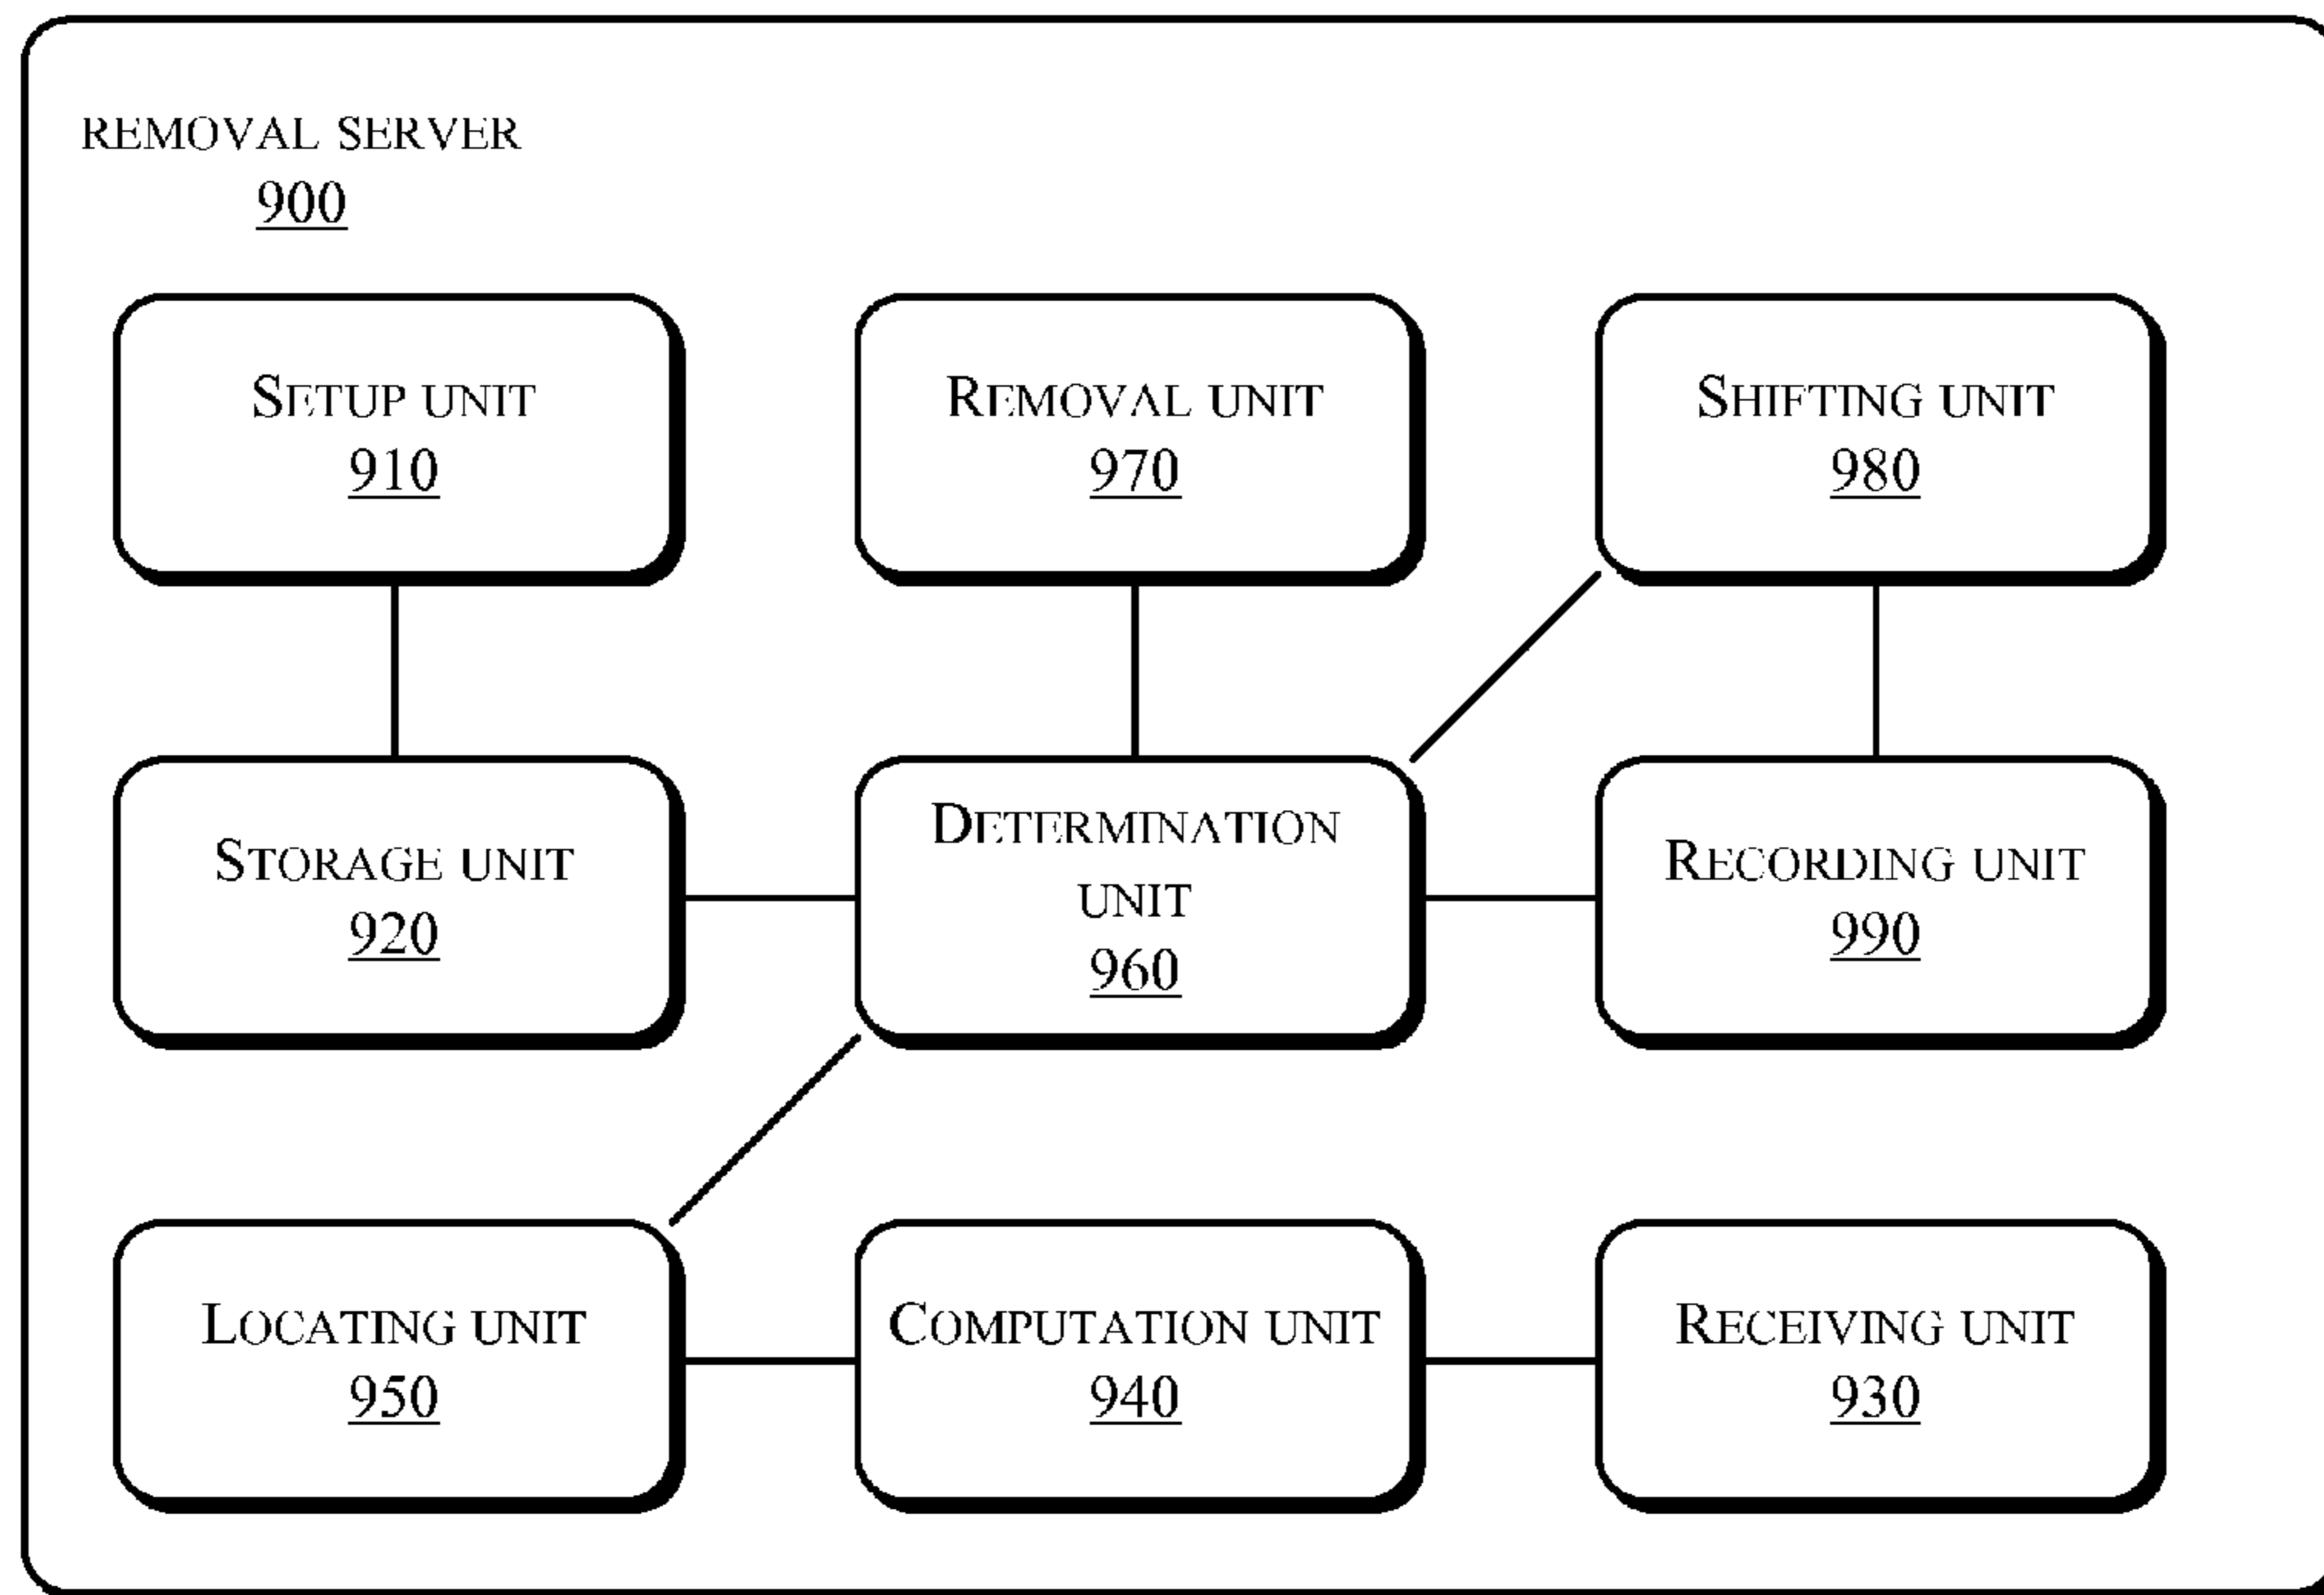 REMOVAL SERVER
900
SETUP UNIT
910
REMOVAL UNIT
970
SHIFTING UNIT
980
STORAGE UNIT
920
DETERMINATION
UNIT
960
RECORDING UNIT
990
LOCATING UNIT
950
COMPUTATION UNIT
940
RECEIVING UNIT
930